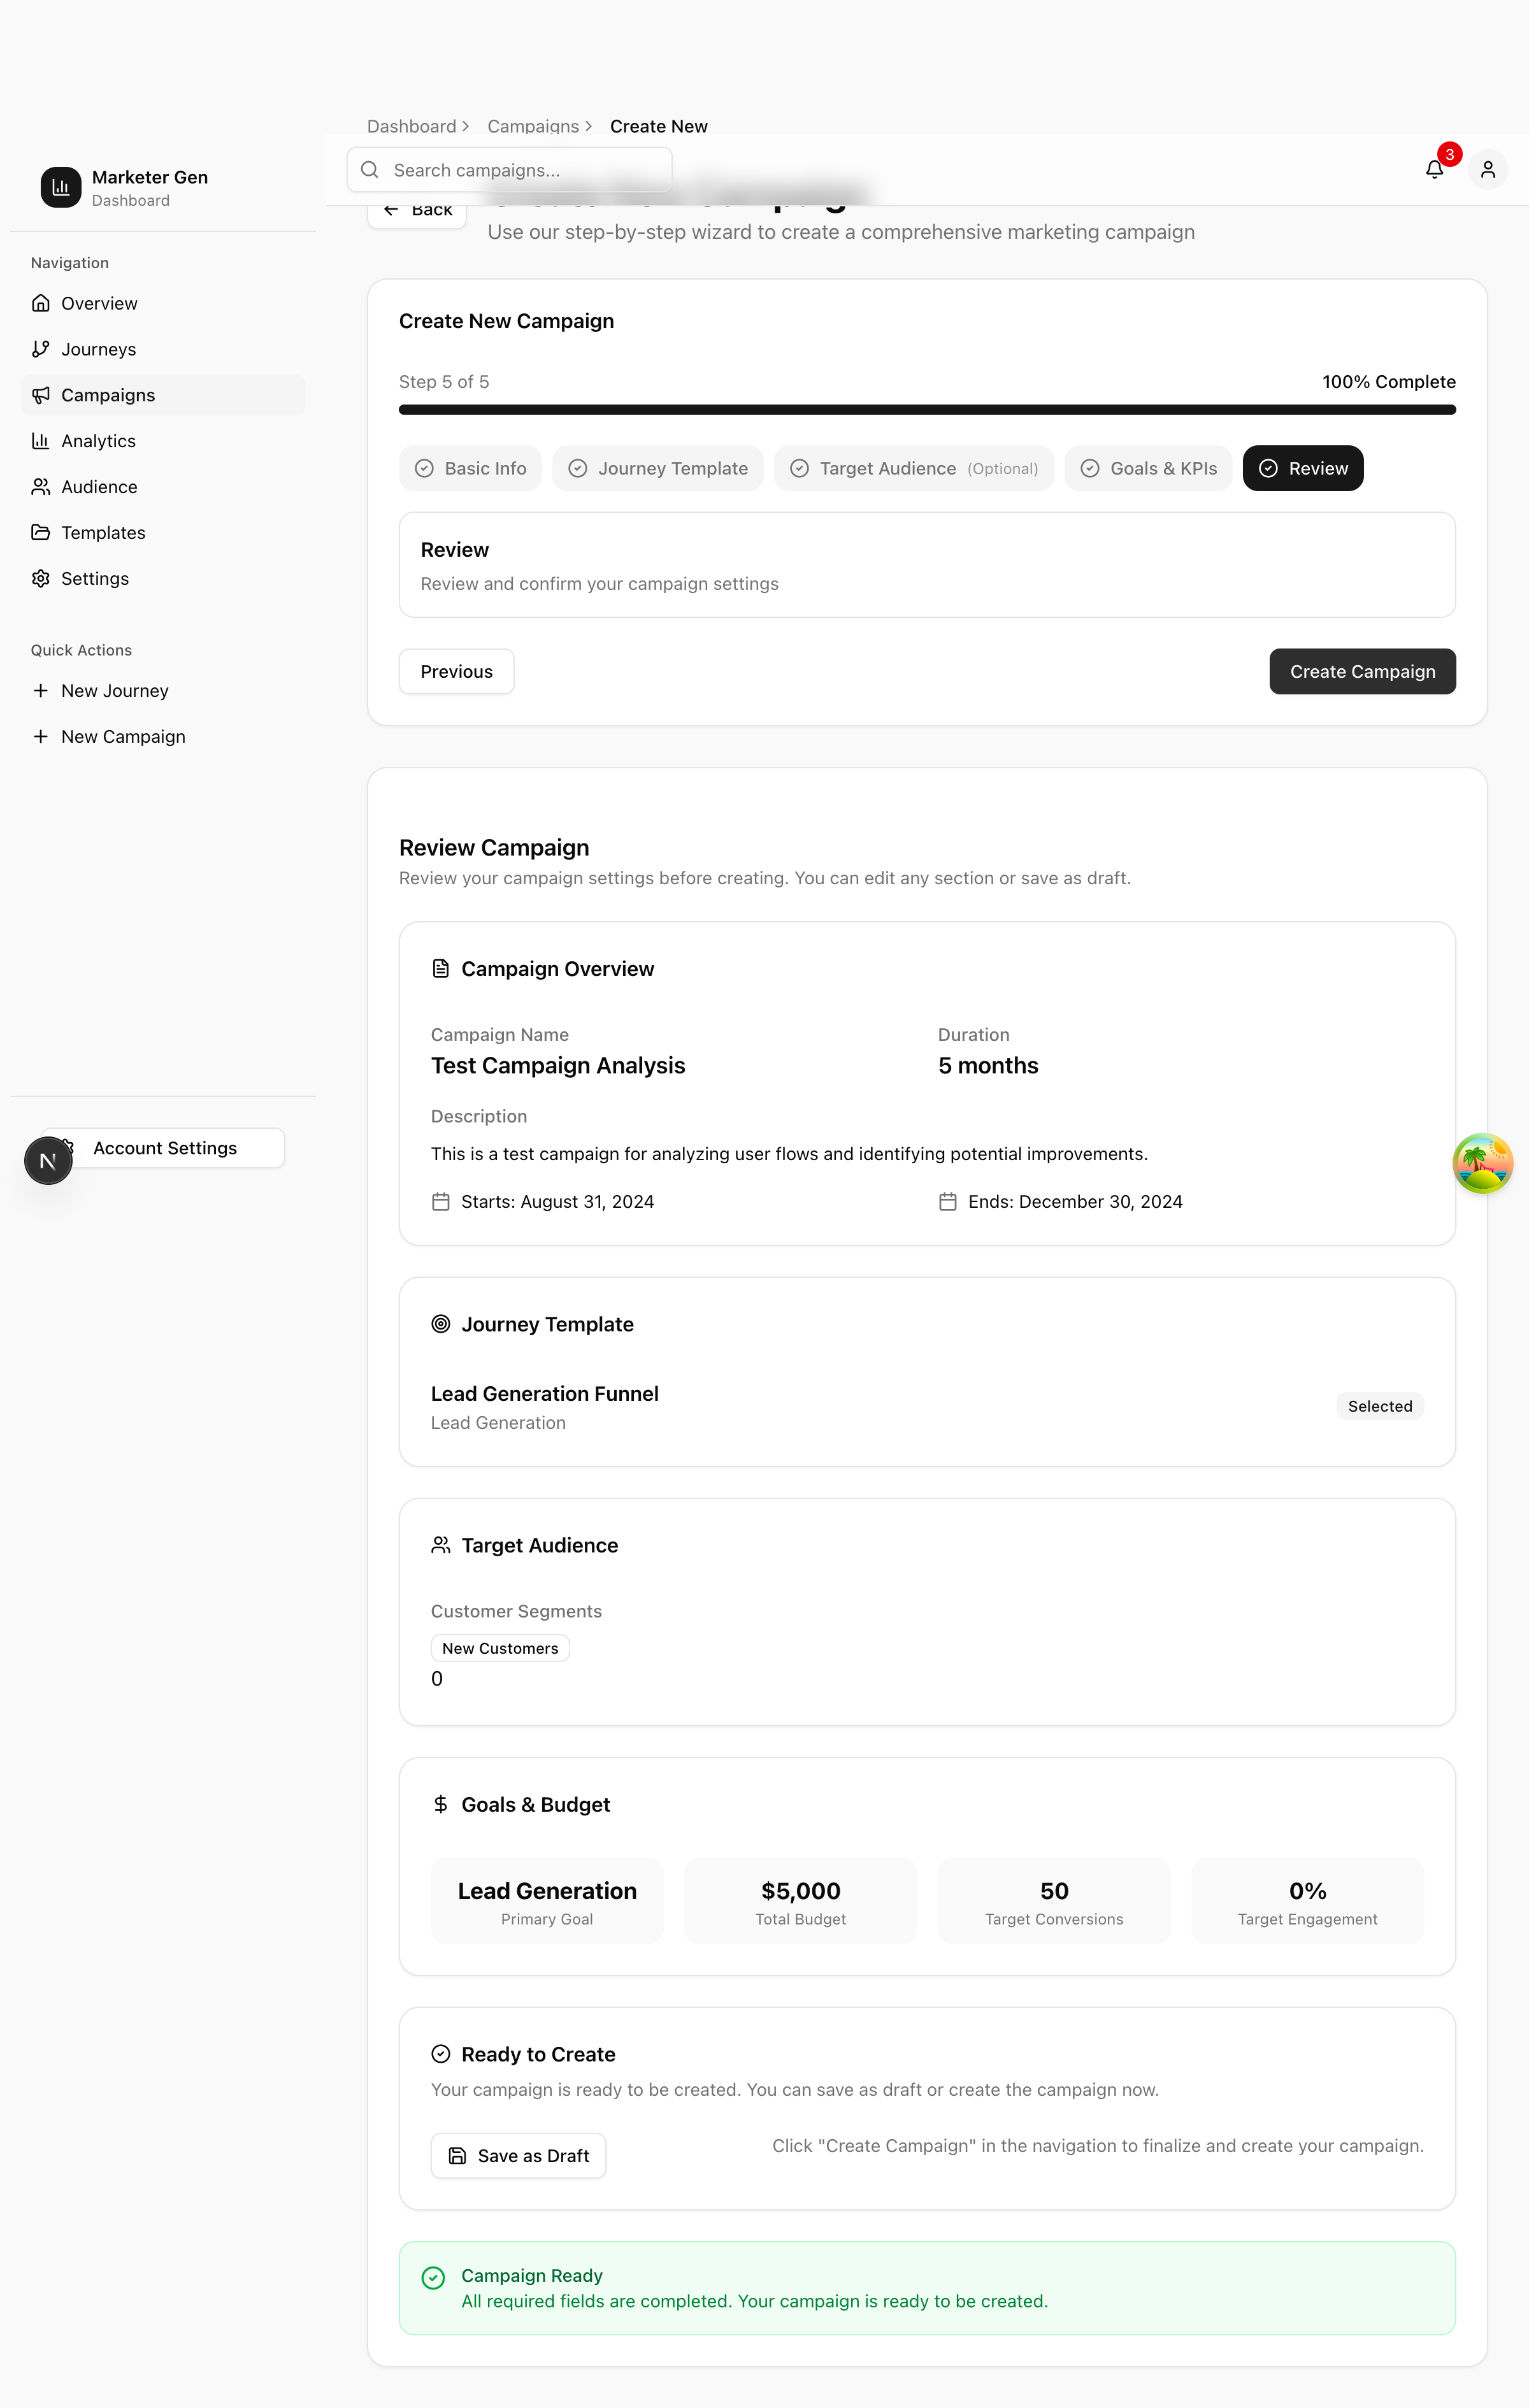 Dashboard
Campaigns
Create New
Search campaigns...
3
Marketer Gen
Dashboard
Back
Use our step-by-step wizard to create a comprehensive marketing campaign
Navigation
Overview
Journeys
Campaigns
Analytics
Audience
Templates
Settings
Quick Actions
New Journey
New Campaign
N
Account Settings
Create New Campaign
Step 5 of 5
100% Complete
Basic Info
Journey Template
Target Audience (Optional)
Goals & KPIs
Review
Review
Review and confirm your campaign settings
Previous
Create Campaign
Review Campaign
Review your campaign settings before creating. You can edit any section or save as draft.
Campaign Overview
Campaign Name
Test Campaign Analysis
Duration
5 months
Description
This is a test campaign for analyzing user flows and identifying potential improvements.
Starts: August 31, 2024
Ends: December 30, 2024
Journey Template
Lead Generation Funnel
Lead Generation
Selected
Target Audience
Customer Segments
New Customers
0
Goals & Budget
Lead Generation
Primary Goal
$5,000
Total Budget
50
Target Conversions
0%
Target Engagement
Ready to Create
Your campaign is ready to be created. You can save as draft or create the campaign now.
Save as Draft
Click "Create Campaign" in the navigation to finalize and create your campaign.
Campaign Ready
All required fields are completed. Your campaign is ready to be created.